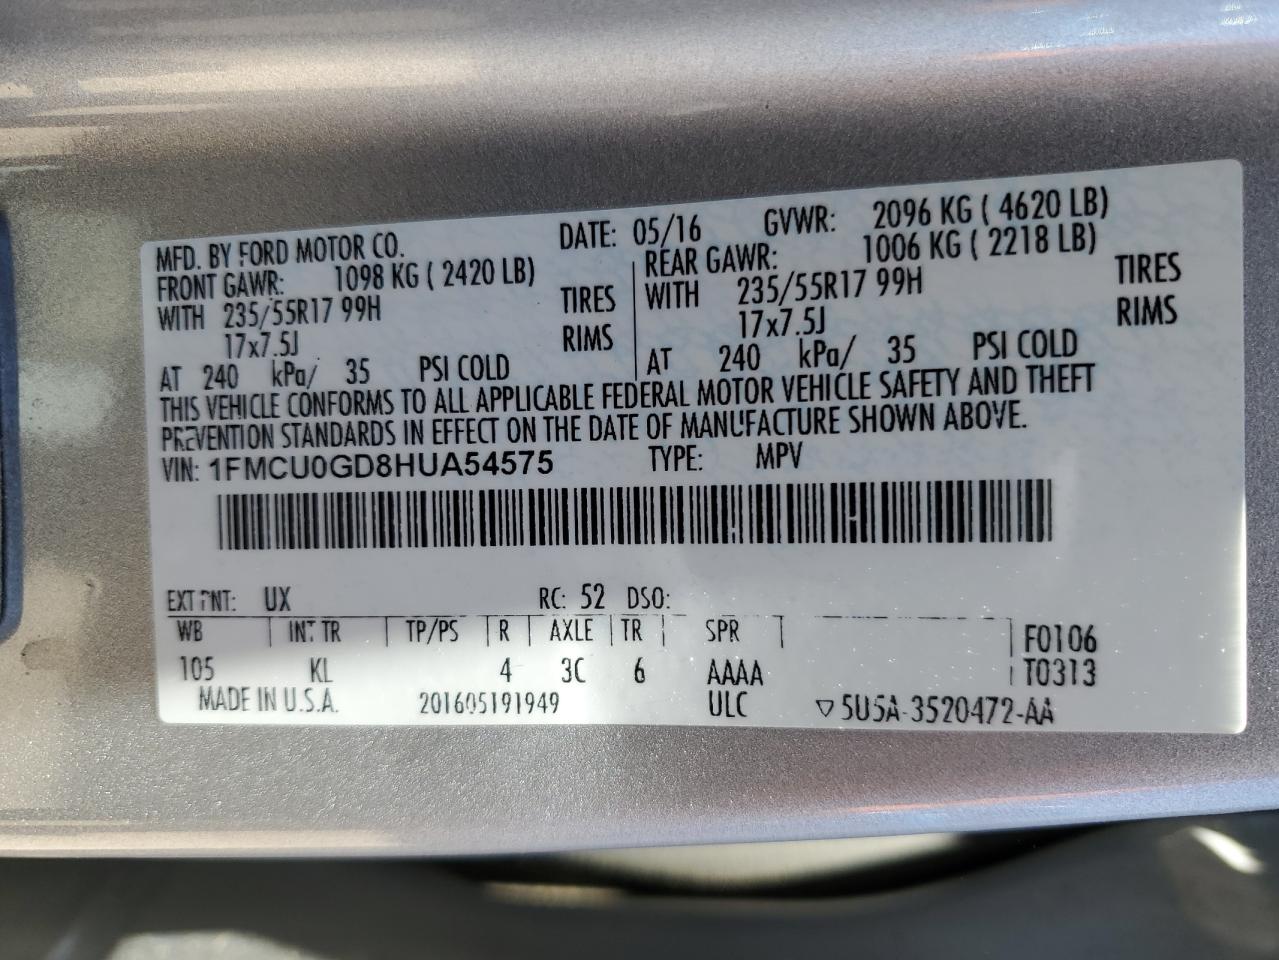 MFD. BY FORD MOTOR CO. DATE: 05/16 GVWR: 2096 KG ( 4620 LB)
FRONT GAWR: 1098 KG ( 2420 LB) REAR GAWR: 1006 KG ( 2218 LB)
WITH 235/55R17 99H TIRES WITH 235/55R17 99H TIRES
17x7.5J RIMS 17x7.5J RIMS
AT 240 kPa/ 35 PSI COLD AT 240 kPa/ 35 PSI COLD
THIS VEHICLE CONFORMS TO ALL APPLICABLE FEDERAL MOTOR VEHICLE SAFETY AND THEFT
PREVENTION STANDARDS IN EFFECT ON THE DATE OF MANUFACTURE SHOWN ABOVE.
VIN: 1FMCU0GD8HUA54575 TYPE: MPV
EXT PNT: UX RC: 52 DSO:
WB INT TR TP/PS R AXLE TR SPR F0106
105 KL 4 3C 6 AAAA T0313
MADE IN U.S.A. 201605191949 ULC ▽5U5A-3520472-AA